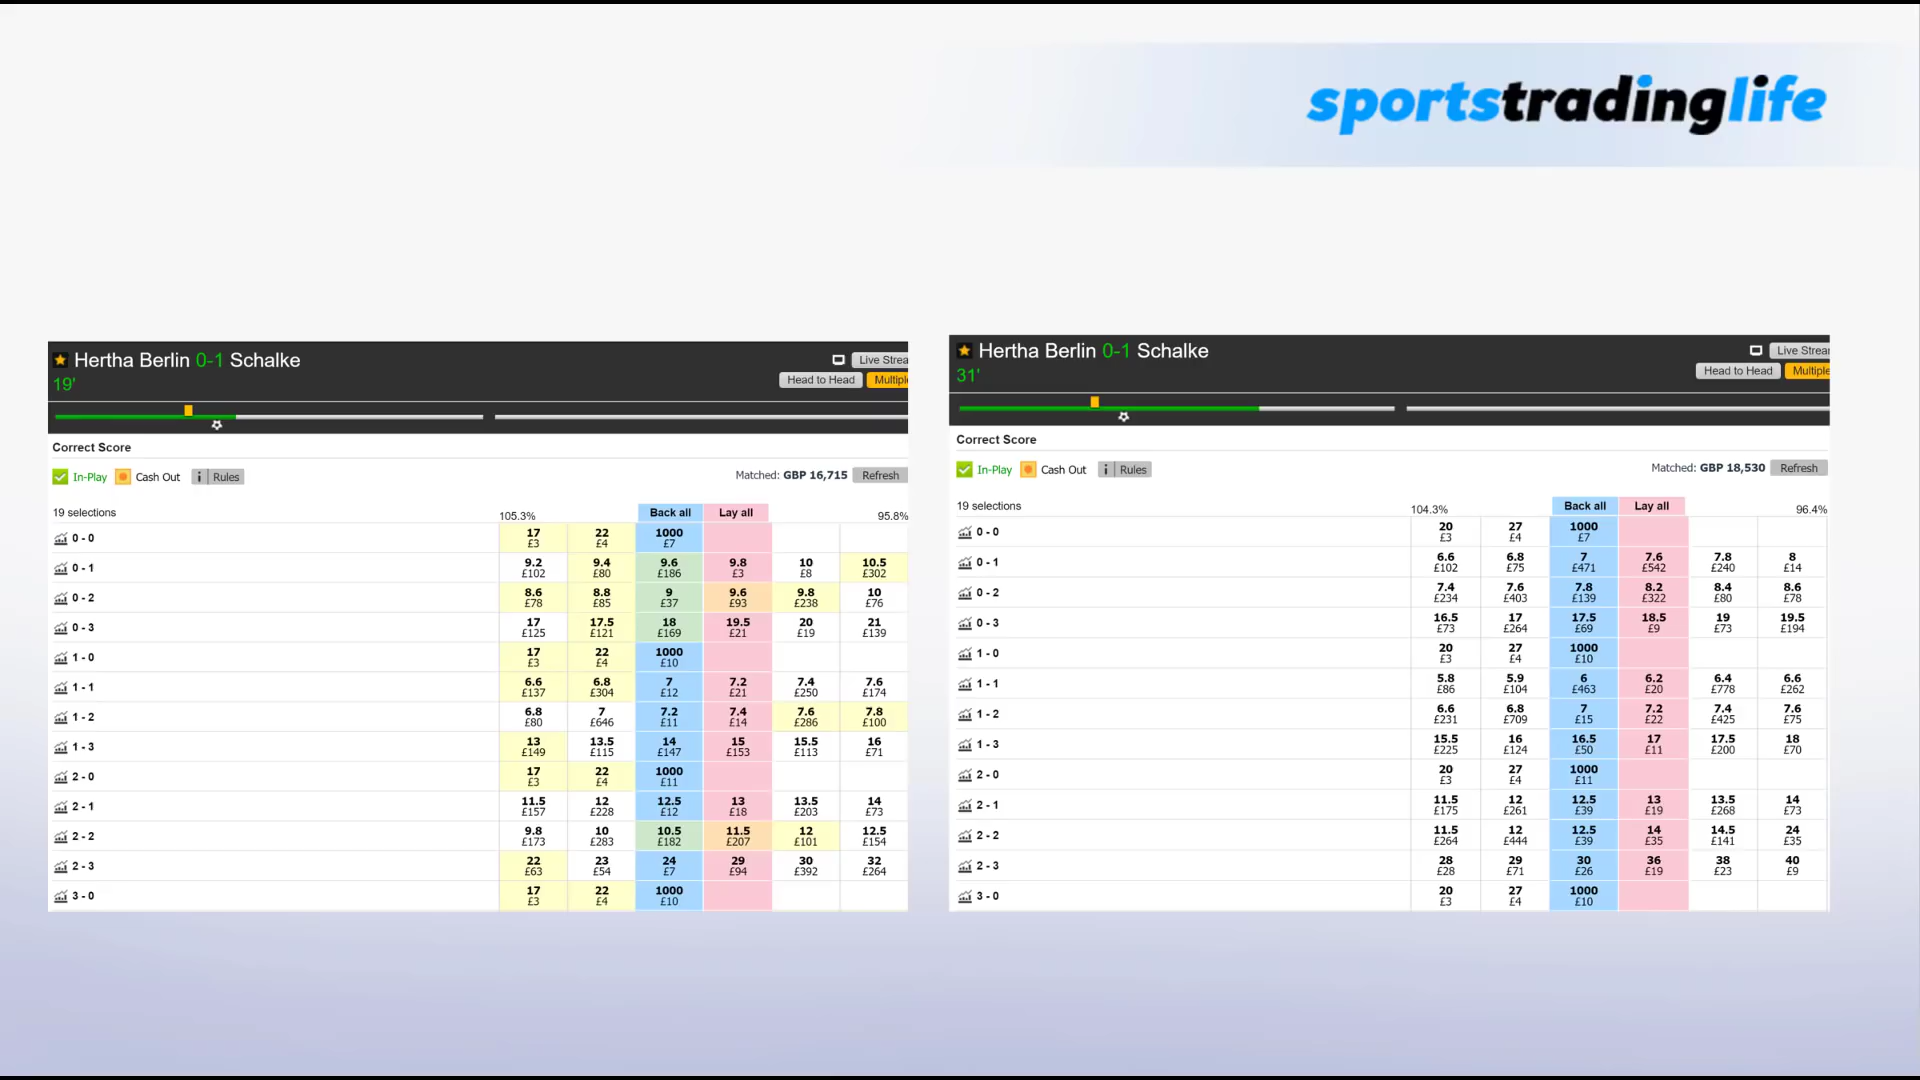 sportstradinglife
Hertha Berlin 0-1 Schalke
Live Strea
19'
Head to Head Multiple
Correct Score
In-Play Cash Out i Rules
Matched: GBP 16,715 Refresh
19 selections 105.3% Back all Lay all 95.8%
0 - 0 17 22 1000
£3 £4 £7
0 - 1 9.2 9.4 9.6 9.8 10 10.5
£102 £80 £186 £3 £8 £302
0 - 2 8.6 8.8 9 9.6 9.8 10
£78 £85 £37 £93 £238 £76
0 - 3 17 17.5 18 19.5 20 21
£125 £121 £169 £21 £19 £139
1 - 0 17 22 1000
£3 £4 £10
1 - 1 6.6 6.8 7 7.2 7.4 7.6
£137 £304 £12 £21 £250 £174
1 - 2 6.8 7 7.2 7.4 7.6 7.8
£80 £646 £11 £14 £286 £100
1 - 3 13 13.5 14 15 15.5 16
£149 £115 £147 £153 £113 £71
2 - 0 17 22 1000
£3 £4 £11
2 - 1 11.5 12 12.5 13 13.5 14
£157 £228 £12 £18 £203 £73
2 - 2 9.8 10 10.5 11.5 12 12.5
£173 £283 £182 £207 £101 £154
2 - 3 22 23 24 29 30 32
£63 £54 £7 £94 £392 £264
3 - 0 17 22 1000
£3 £4 £10
Hertha Berlin 0-1 Schalke
Live Strear
31'
Head to Head Multiple
Correct Score
In-Play Cash Out i Rules
Matched: GBP 18,530 Refresh
19 selections 104.3% Back all Lay all 96.4%
0 - 0 20 27 1000
£3 £4 £7
0 - 1 6.6 6.8 7 7.6 7.8 8
£102 £75 £471 £542 £240 £14
0 - 2 7.4 7.6 7.8 8.2 8.4 8.6
£234 £403 £139 £322 £80 £78
0 - 3 16.5 17 17.5 18.5 19 19.5
£73 £264 £69 £9 £73 £194
1 - 0 20 27 1000
£3 £4 £10
1 - 1 5.8 5.9 6 6.2 6.4 6.6
£86 £104 £463 £20 £778 £262
1 - 2 6.6 6.8 7 7.2 7.4 7.6
£231 £709 £15 £22 £425 £75
1 - 3 15.5 16 16.5 17 17.5 18
£225 £124 £50 £11 £200 £70
2 - 0 20 27 1000
£3 £4 £11
2 - 1 11.5 12 12.5 13 13.5 14
£175 £261 £39 £19 £268 £73
2 - 2 11.5 12 12.5 14 14.5 24
£264 £444 £39 £35 £141 £35
2 - 3 28 29 30 36 38 40
£28 £71 £26 £19 £23 £9
3 - 0 20 27 1000
£3 £4 £10